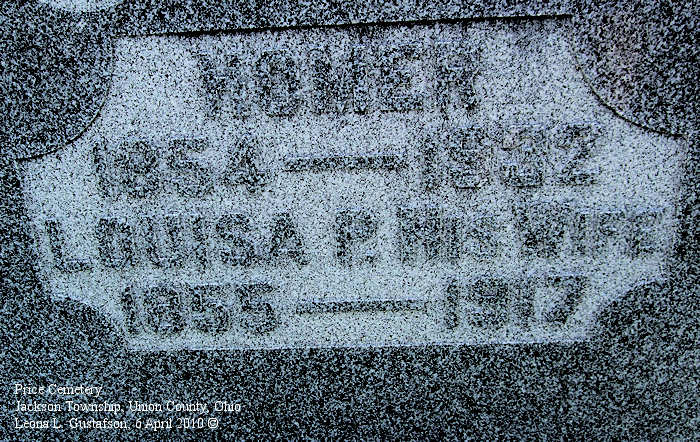 HOMER
1854 — 1932
LOUISA P. HIS WIFE
1855 — 1917
Price Cemetery
Jackson Township, Union County, Ohio
Leona L. Gustafson, 6 April 2010 ©